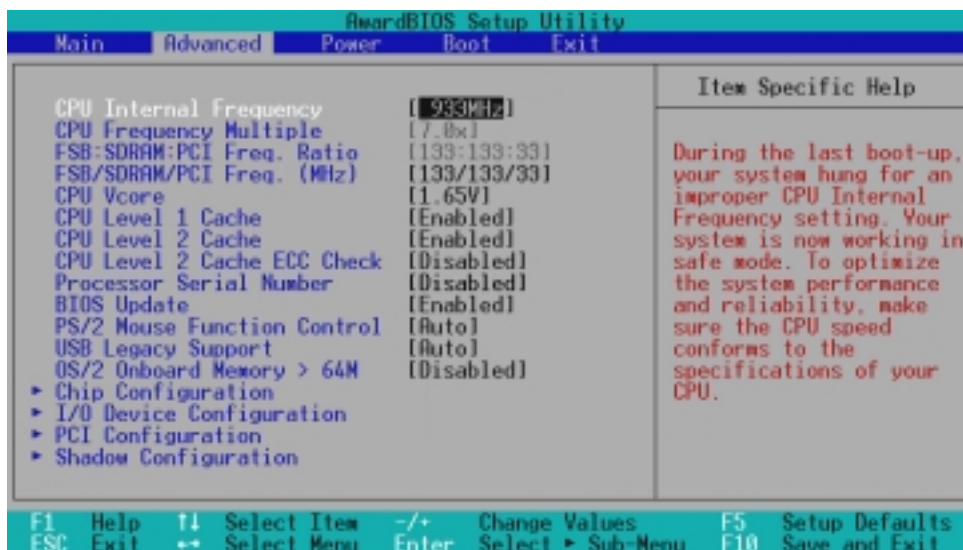 AwardBIOS Setup Utility
Main Advanced Power Boot Exit
Item Specific Help
CPU Internal Frequency [ 933MHz]
CPU Frequency Multiple [7.0x]
FSB:SDRAM:PCI Freq. Ratio [133:133:33]
FSB/SDRAM/PCI Freq. (MHz) [133/133/33]
CPU Vcore [1.65V]
CPU Level 1 Cache [Enabled]
CPU Level 2 Cache [Enabled]
CPU Level 2 Cache ECC Check [Disabled]
Processor Serial Number [Disabled]
BIOS Update [Enabled]
PS/2 Mouse Function Control [Auto]
USB Legacy Support [Auto]
OS/2 Onboard Memory > 64M [Disabled]
► Chip Configuration
► I/O Device Configuration
► PCI Configuration
► Shadow Configuration
During the last boot-up,
your system hung for an
improper CPU Internal
Frequency setting. Your
system is now working in
safe mode. To optimize
the system performance
and reliability, make
sure the CPU speed
conforms to the
specifications of your
CPU.
F1 Help ↑↓ Select Item -/+ Change Values F5 Setup Defaults
ESC Exit ←→ Select Menu Enter Select ► Sub-Menu F10 Save and Exit